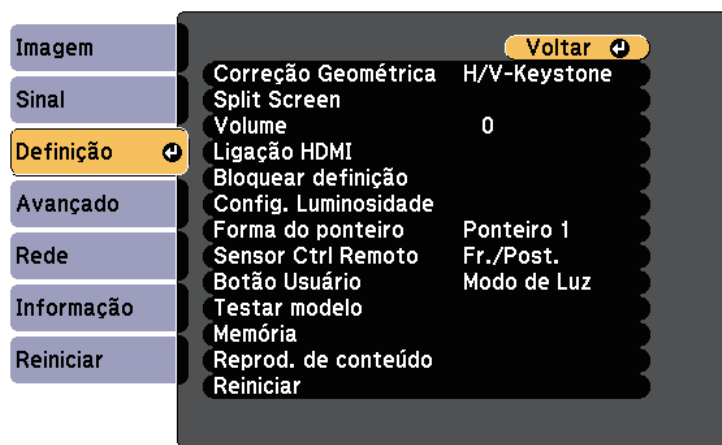 Imagem
Sinal
Definição
Avançado
Rede
Informação
Reiniciar
Voltar
Correção Geométrica H/V-Keystone
Split Screen
Volume 0
Ligação HDMI
Bloquear definição
Config. Luminosidade
Forma do ponteiro Ponteiro 1
Sensor Ctrl Remoto Fr./Post.
Botão Usuário Modo de Luz
Testar modelo
Memória
Reprod. de conteúdo
Reiniciar